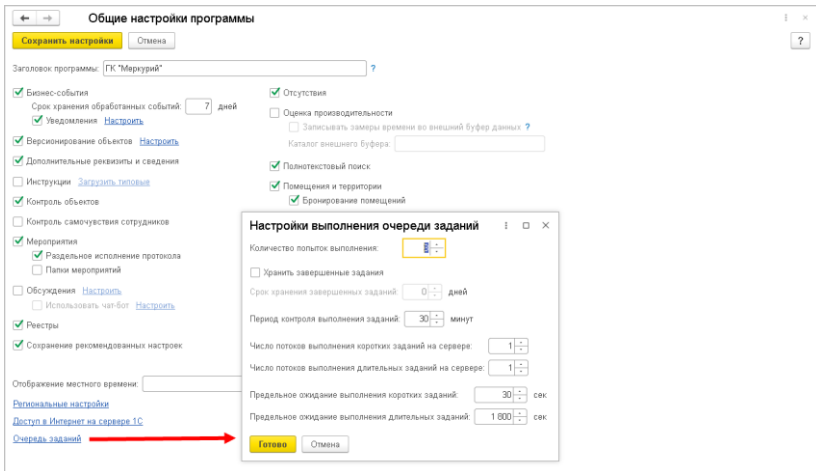 Общие настройки программы
Сохранить настройки Отмена ?
Заголовок программы: ГК "Меркурий" ?
Бизнес-события
Срок хранения обработанных событий: 7 дней
Уведомления Настроить
Версионирование объектов Настроить
Дополнительные реквизиты и сведения
Инструкции Загрузить типовые
Контроль объектов
Контроль самочувствия сотрудников
Мероприятия
Раздельное исполнение протокола
Папки мероприятий
Обсуждения Настроить
Использовать чат-бот Настроить
Реестры
Сохранение рекомендованных настроек
Отображение местного времени:
Региональные настройки
Доступ в Интернет на сервере 1С
Очередь заданий
Отсутствия
Оценка производительности
Записывать замеры времени во внешний буфер данных ?
Каталог внешнего буфера:
Полнотекстовый поиск
Помещения и территории
Бронирование помещений
Настройки выполнения очереди заданий
Количество попыток выполнения:
Хранить завершенные задания
Срок хранения завершенных заданий: 0 дней
Период контроля выполнения заданий: 30 минут
Число потоков выполнения коротких заданий на сервере: 1
Число потоков выполнения длительных заданий на сервере: 1
Предельное ожидание выполнения коротких заданий: 30 сек
Предельное ожидание выполнения длительных заданий: 1 800 сек
Готово Отмена